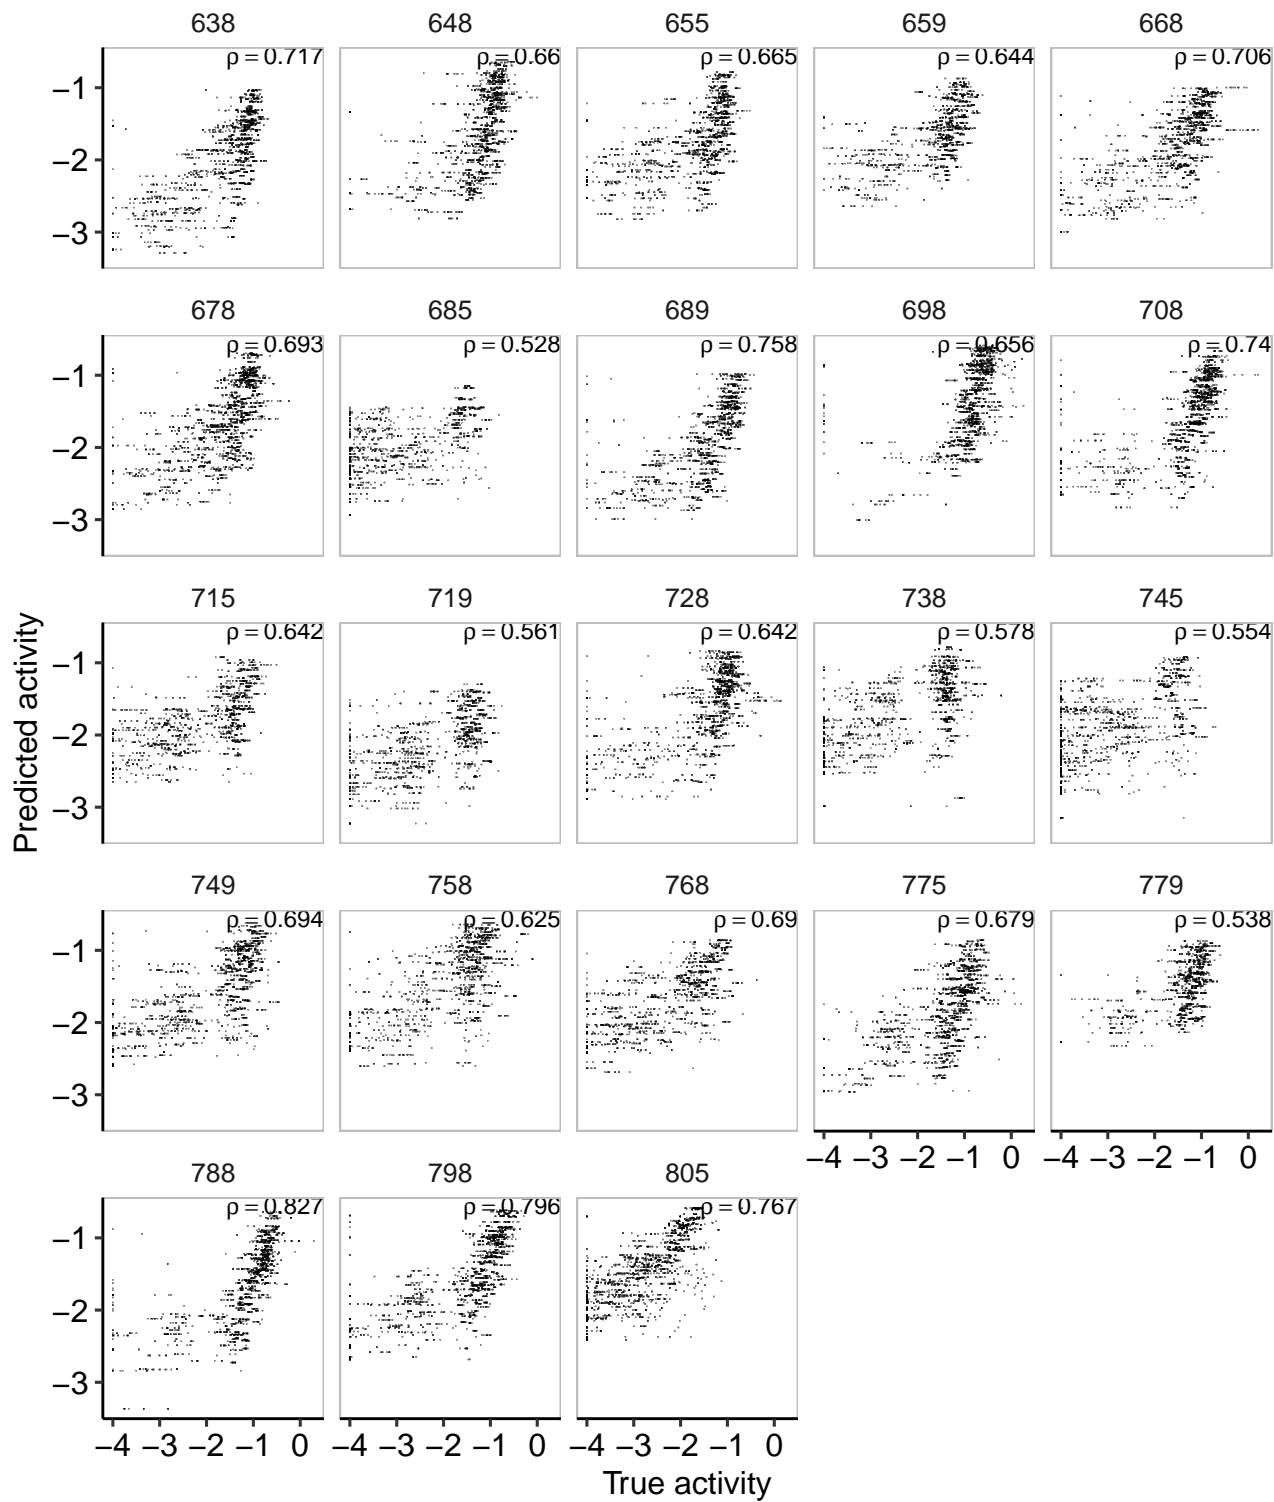 638 648 655 659 668
ρ = 0.717 ρ = 0.66 ρ = 0.665 ρ = 0.644 ρ = 0.706
−1
−2
−3
678 685 689 698 708
ρ = 0.693 ρ = 0.528 ρ = 0.758 ρ = 0.656 ρ = 0.74
−1
−2
−3
715 719 728 738 745
ρ = 0.642 ρ = 0.561 ρ = 0.642 ρ = 0.578 ρ = 0.554
−1
−2
−3
Predicted activity
749 758 768 775 779
ρ = 0.694 ρ = 0.625 ρ = 0.69 ρ = 0.679 ρ = 0.538
−1
−2
−3
−4 −3 −2 −1 0 −4 −3 −2 −1 0
788 798 805
ρ = 0.827 ρ = 0.796 ρ = 0.767
−1
−2
−3
−4 −3 −2 −1 0 −4 −3 −2 −1 0 −4 −3 −2 −1 0
True activity